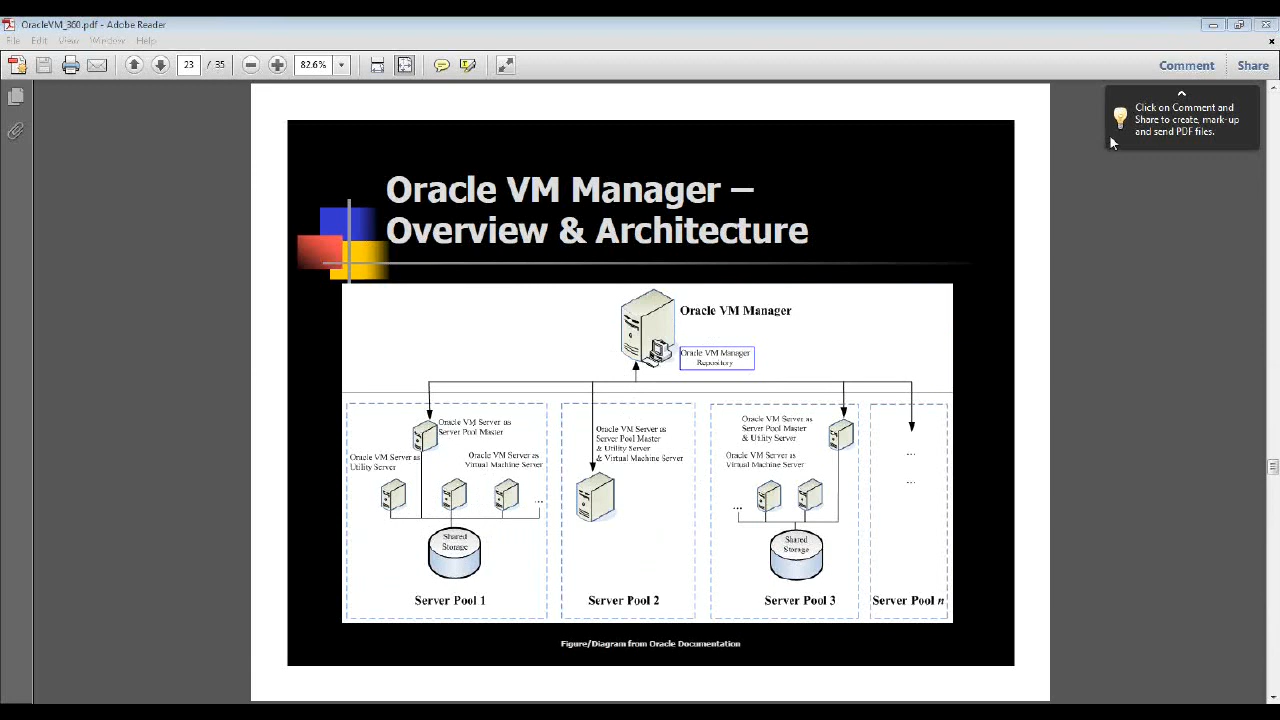 OracleVM_360.pdf - Adobe Reader
File Edit View Window Help
23 / 35 82.6% Comment Share
Click on Comment and
Share to create, mark-up
and send PDF files.
Oracle VM Manager –
Overview & Architecture
Oracle VM Manager
Oracle VM Manager
Repository
Oracle VM Server as
Server Pool Master
Oracle VM Server as
Utility Server
Oracle VM Server as
Virtual Machine Server
...
Shared
Storage
Server Pool 1
Oracle VM Server as
Server Pool Master
& Utility Server
& Virtual Machine Server
Server Pool 2
Oracle VM Server as
Server Pool Master
& Utility Server
Oracle VM Server as
Virtual Machine Server
...
Shared
Storage
Server Pool 3
...
...
Server Pool n
Figure/Diagram from Oracle Documentation